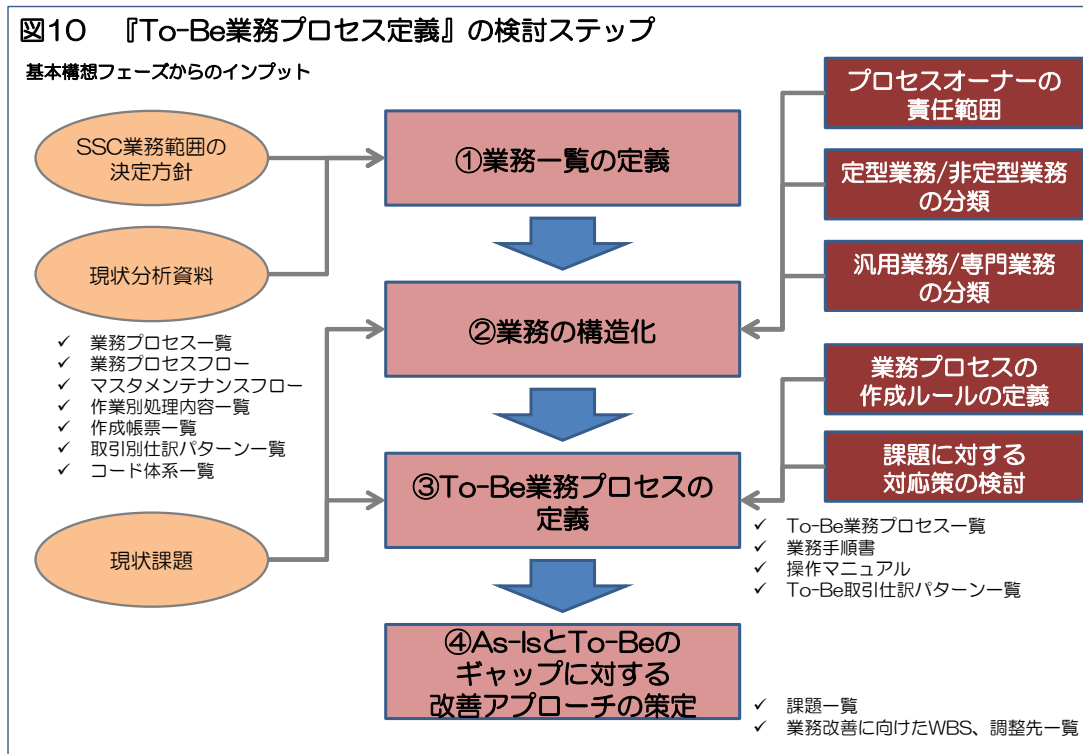 図10　『To-Be業務プロセス定義』の検討ステップ
基本構想フェーズからのインプット
SSC業務範囲の
決定方針
現状分析資料
✓ 業務プロセス一覧
✓ 業務プロセスフロー
✓ マスタメンテナンスフロー
✓ 作業別処理内容一覧
✓ 作成帳票一覧
✓ 取引別仕訳パターン一覧
✓ コード体系一覧
現状課題
①業務一覧の定義
②業務の構造化
③To-Be業務プロセスの
定義
④As-IsとTo-Beの
ギャップに対する
改善アプローチの策定
プロセスオーナーの
責任範囲
定型業務/非定型業務
の分類
汎用業務/専門業務
の分類
業務プロセスの
作成ルールの定義
課題に対する
対応策の検討
✓ To-Be業務プロセス一覧
✓ 業務手順書
✓ 操作マニュアル
✓ To-Be取引仕訳パターン一覧
✓ 課題一覧
✓ 業務改善に向けたWBS、調整先一覧